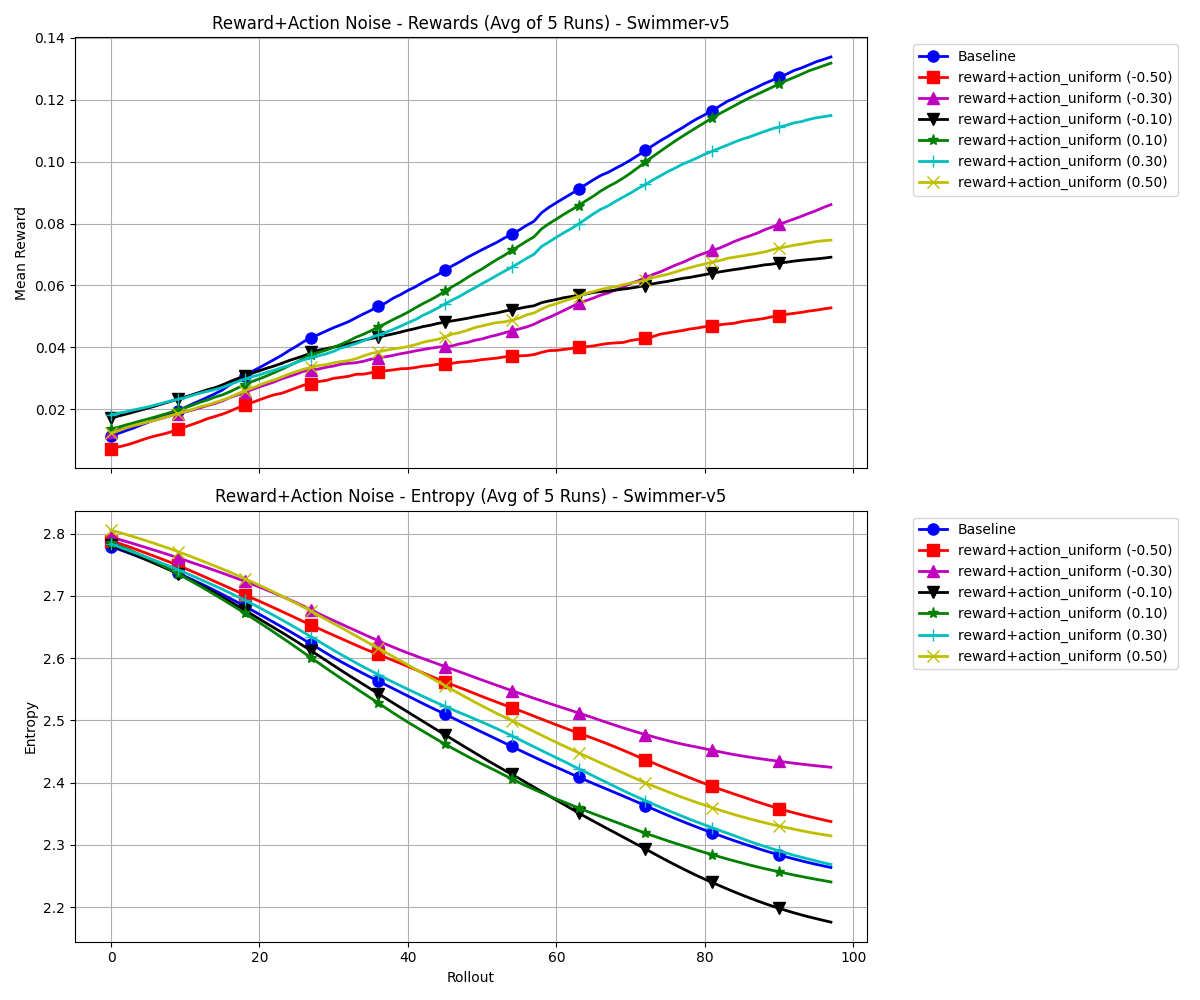 Reward+Action Noise - Rewards (Avg of 5 Runs) - Swimmer-v5
0.14
0.12
0.10
0.08
0.06
0.04
0.02
Mean Reward
Baseline
reward+action_uniform (-0.50)
reward+action_uniform (-0.30)
reward+action_uniform (-0.10)
reward+action_uniform (0.10)
reward+action_uniform (0.30)
reward+action_uniform (0.50)
Reward+Action Noise - Entropy (Avg of 5 Runs) - Swimmer-v5
2.8
2.7
2.6
2.5
2.4
2.3
2.2
Entropy
0 20 40 60 80 100
Rollout
Baseline
reward+action_uniform (-0.50)
reward+action_uniform (-0.30)
reward+action_uniform (-0.10)
reward+action_uniform (0.10)
reward+action_uniform (0.30)
reward+action_uniform (0.50)